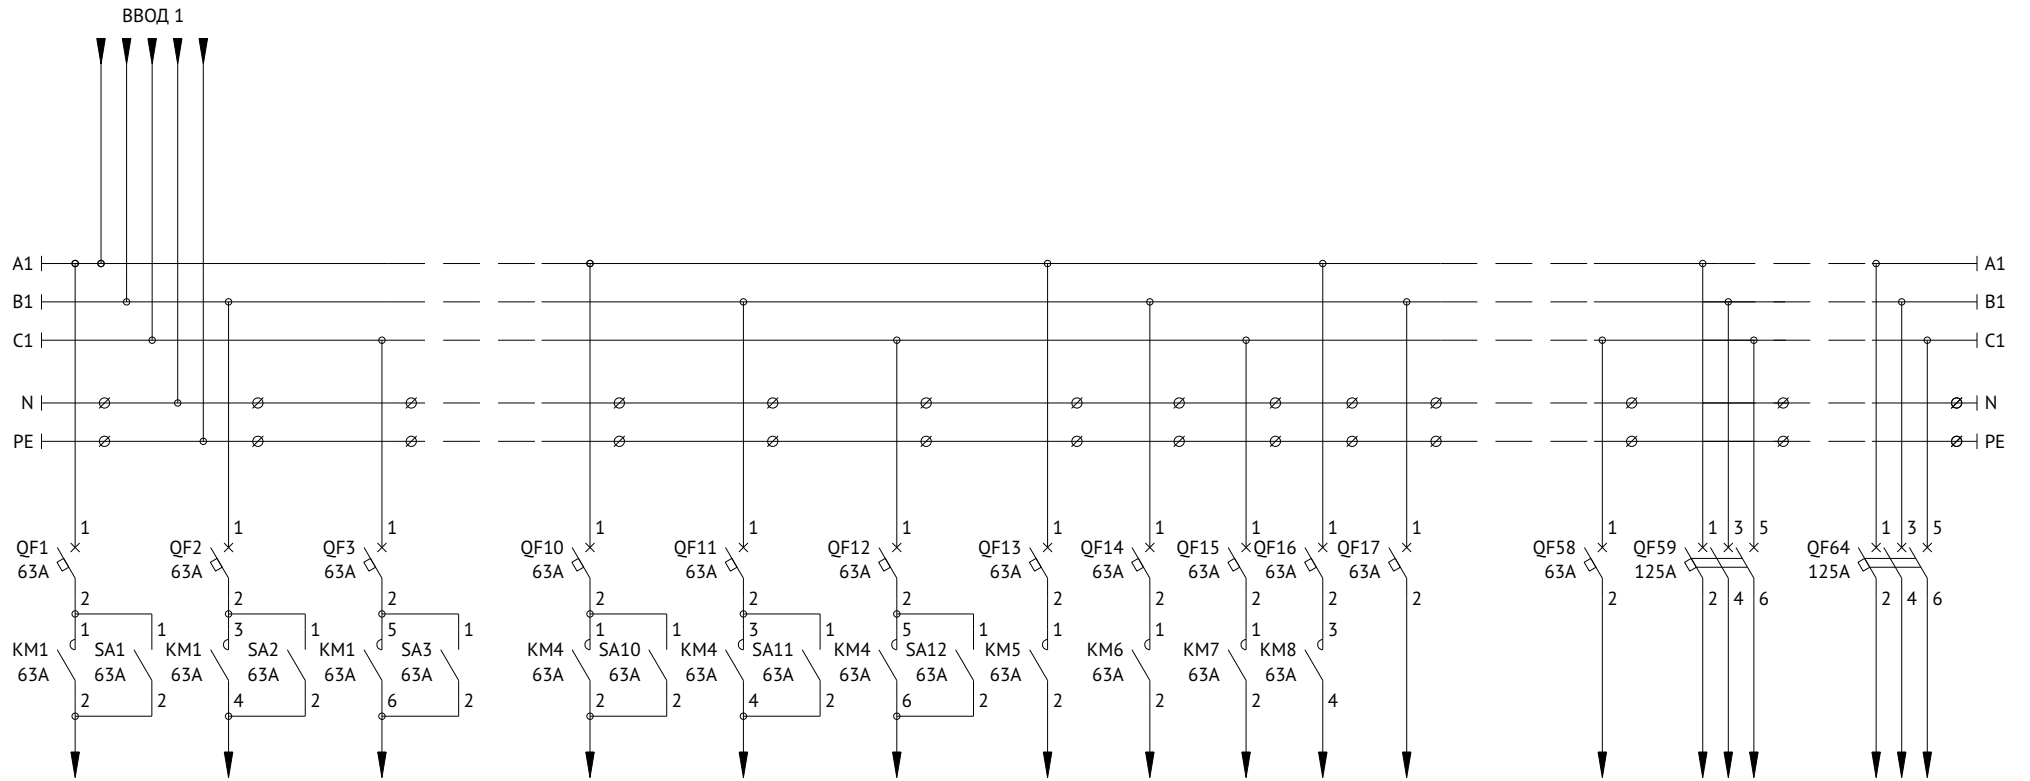 ВВОД 1
A1 A1
B1 B1
C1 C1
N N
PE PE
1 1 1 1 1 1 1 1 1 1 1 1 1 3 5 1 3 5
QF1 QF2 QF3 QF10 QF11 QF12 QF13 QF14 QF15 QF16 QF17 QF58 QF59 QF64
63A 63A 63A 63A 63A 63A 63A 63A 63A 63A 63A 63A 125A 125A
2 2 2 2 2 2 2 2 2 2 2 2 2 4 6 2 4 6
1 1 3 1 5 1 1 1 3 1 5 1 1 1 1 3
KM1 SA1 KM1 SA2 KM1 SA3 KM4 SA10 KM4 SA11 KM4 SA12 KM5 KM6 KM7 KM8
63A 63A 63A 63A 63A 63A 63A 63A 63A 63A 63A 63A 63A 63A 63A 63A
2 2 4 2 6 2 2 2 4 2 6 2 2 2 2 4